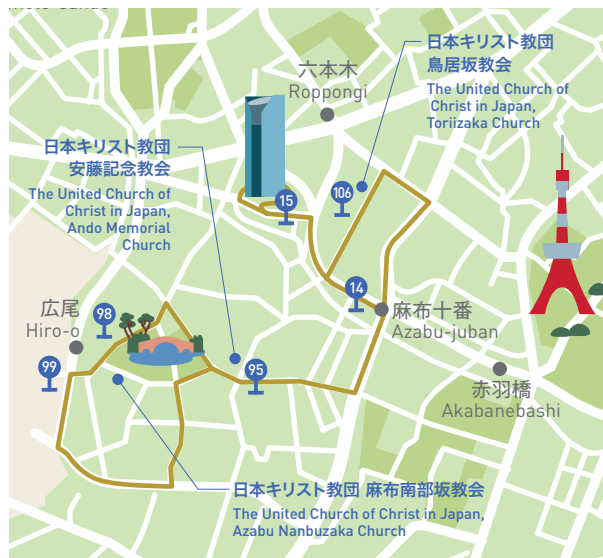 日本キリスト教団
鳥居坂教会
The United Church of
Christ in Japan,
Toriizaka Church
六本木
Roppongi
日本キリスト教団
安藤記念教会
The United Church of
Christ in Japan,
Ando Memorial
Church
106
15
14
麻布十番
Azabu-juban
広尾
Hiro-o
98
99
95
赤羽橋
Akabanebashi
日本キリスト教団 麻布南部坂教会
The United Church of Christ in Japan,
Azabu Nanbuzaka Church